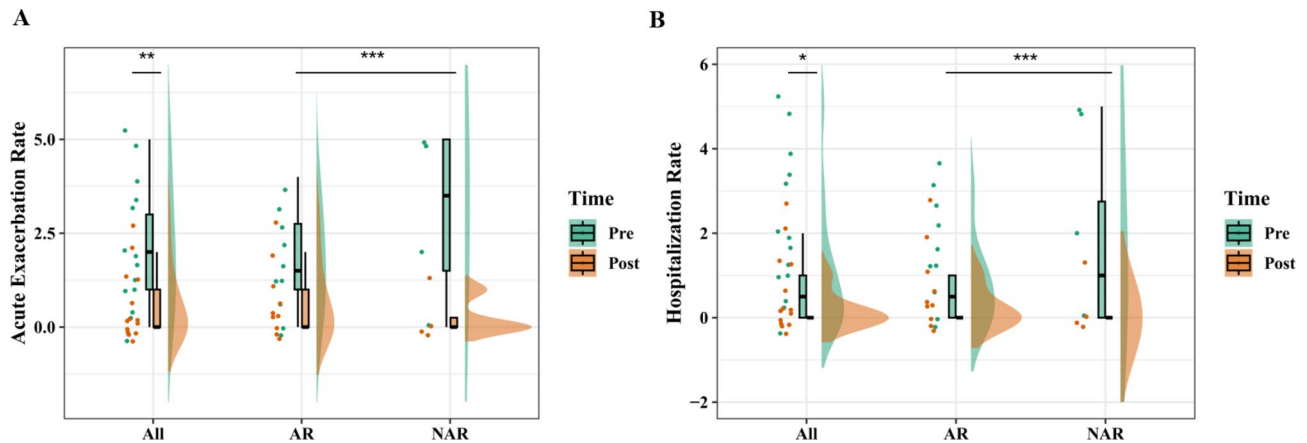 A
Acute Exacerbation Rate
5.0
2.5
0.0
**
***
All
AR
NAR
Time
Pre
Post
B
Hospitalization Rate
6
4
2
0
−2
*
***
All
AR
NAR
Time
Pre
Post